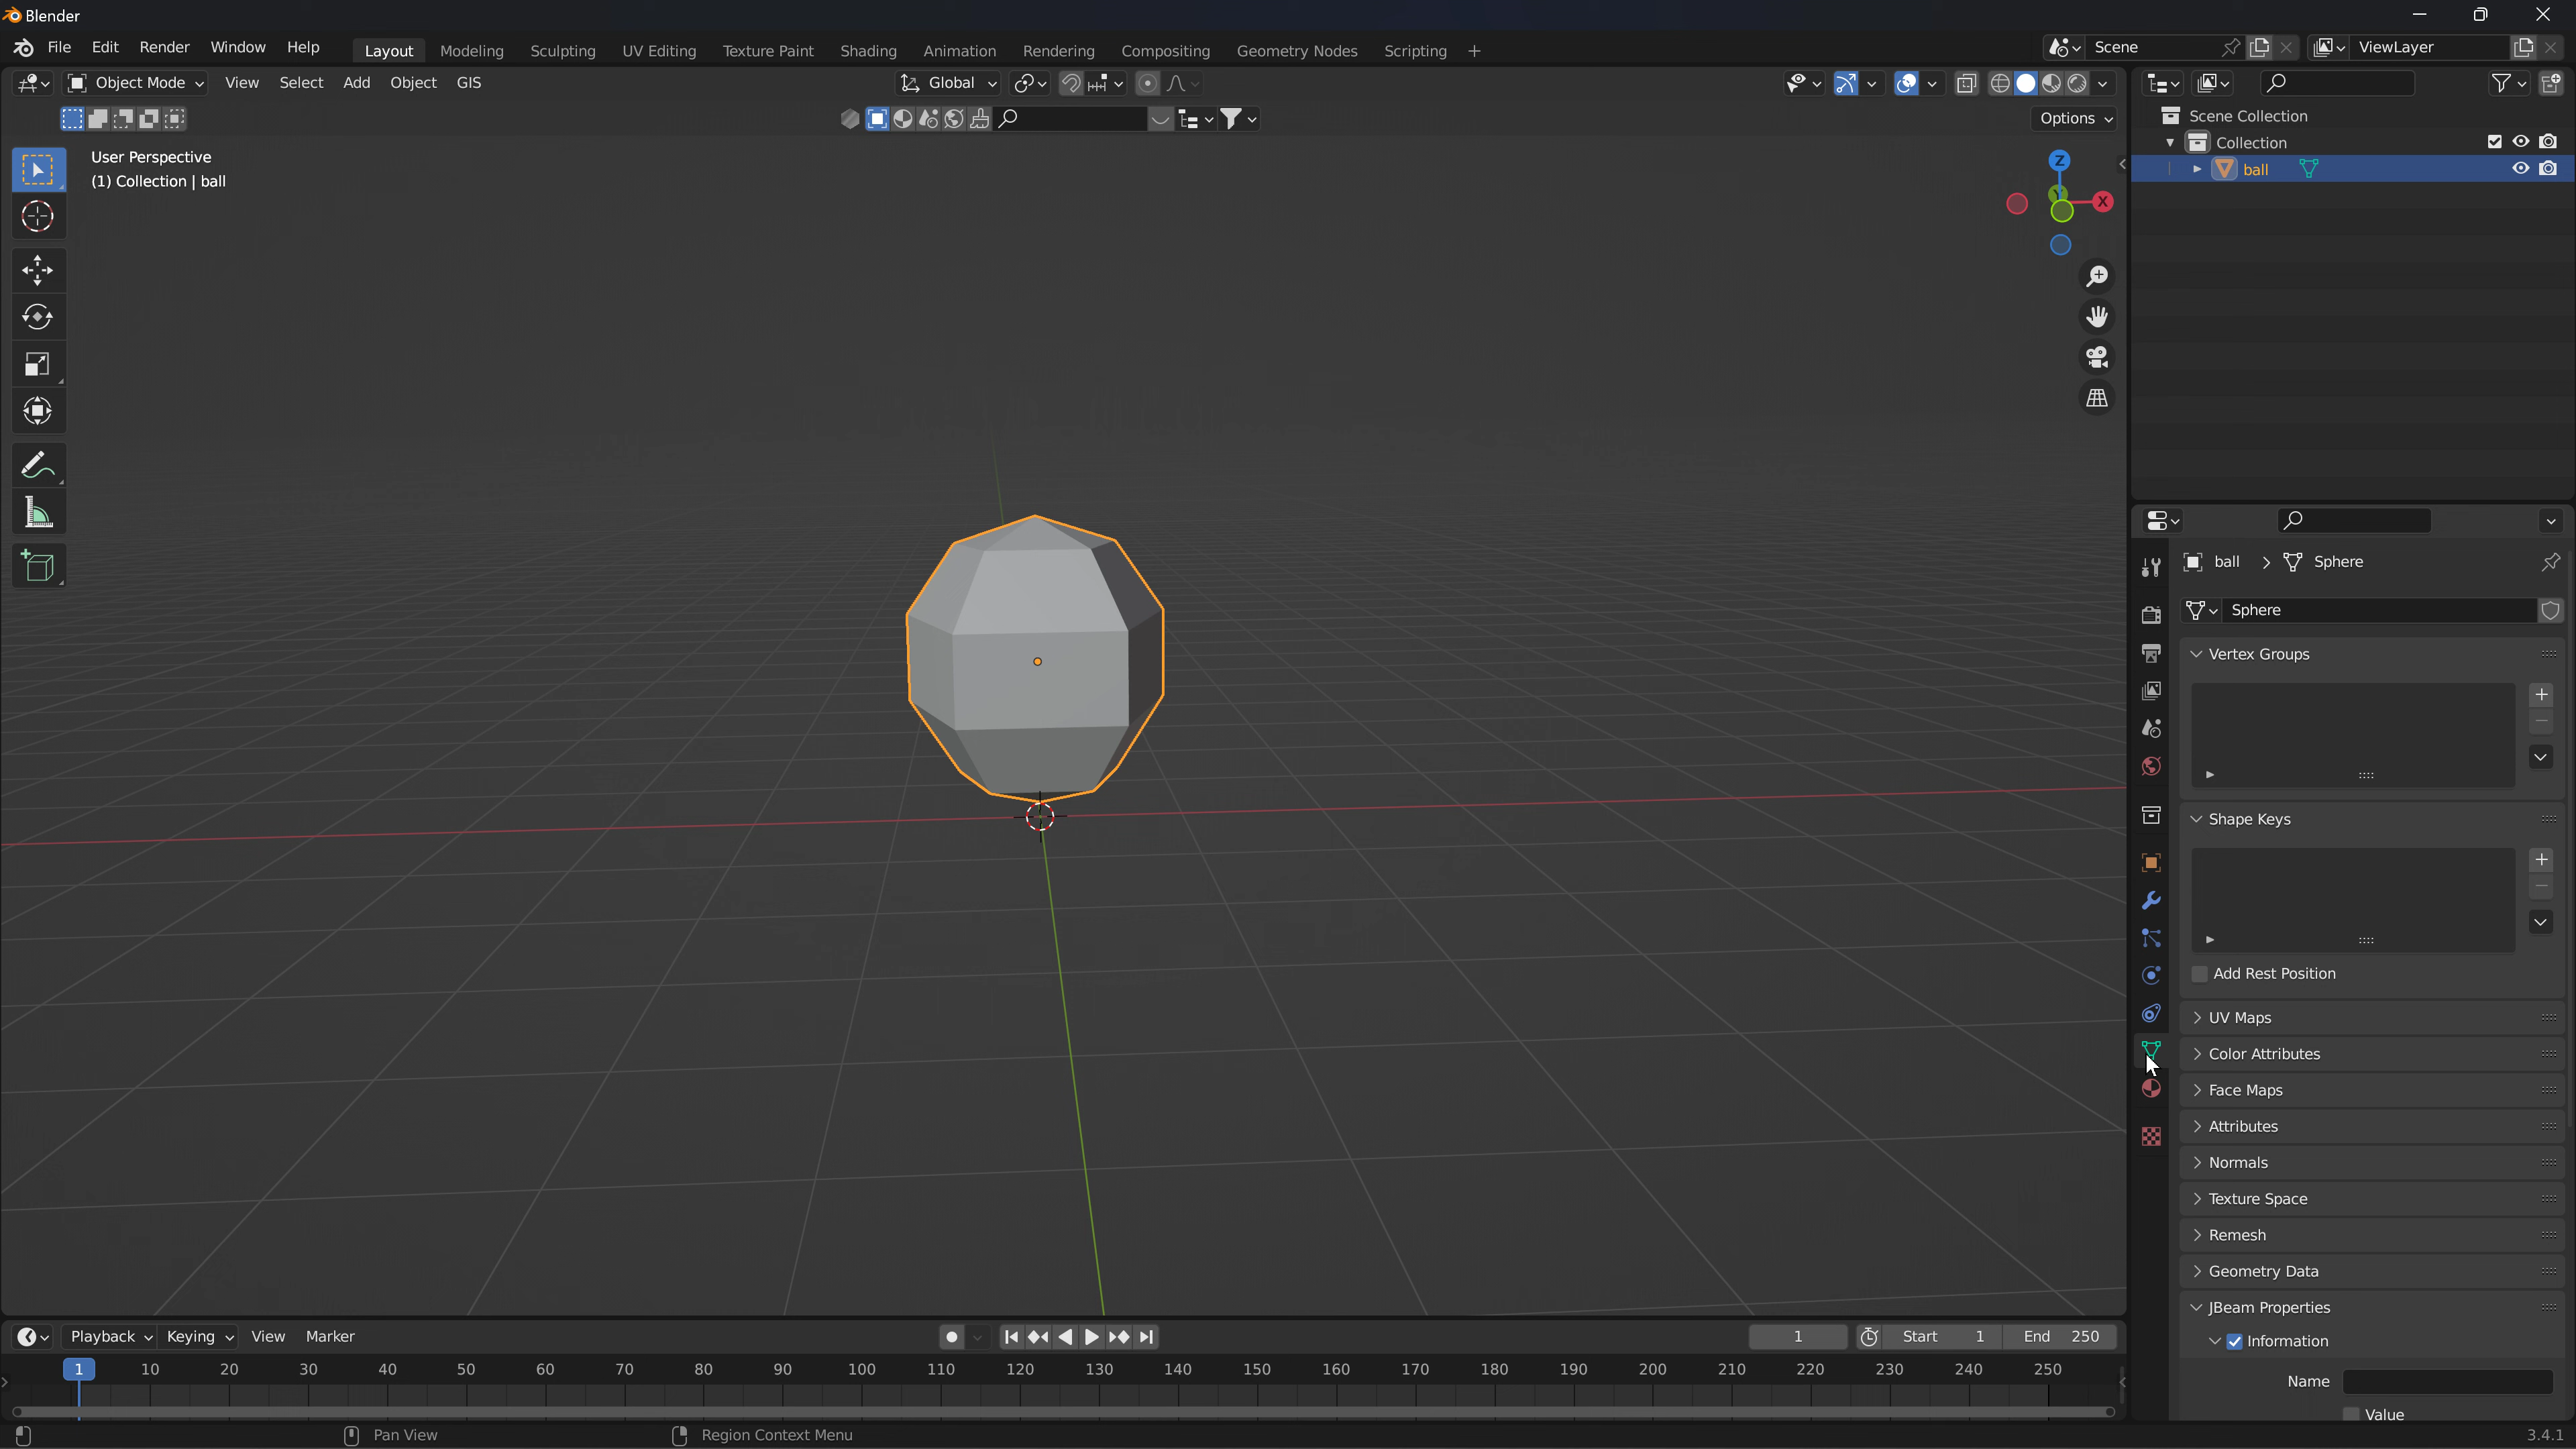 Blender
File Edit Render Window Help Layout Modeling Sculpting UV Editing Texture Paint Shading Animation Rendering Compositing Geometry Nodes Scripting + Scene ViewLayer
Object Mode View Select Add Object GIS Global
Options
User Perspective
(1) Collection | ball
Z
Y
X
Scene Collection
Collection
ball
ball > Sphere
Sphere
Vertex Groups
Shape Keys
Add Rest Position
UV Maps
Color Attributes
Face Maps
Attributes
Normals
Texture Space
Remesh
Geometry Data
JBeam Properties
Information
Name
Value
Playback Keying View Marker 1 Start 1 End 250
1 10 20 30 40 50 60 70 80 90 100 110 120 130 140 150 160 170 180 190 200 210 220 230 240 250
Pan View Region Context Menu 3.4.1